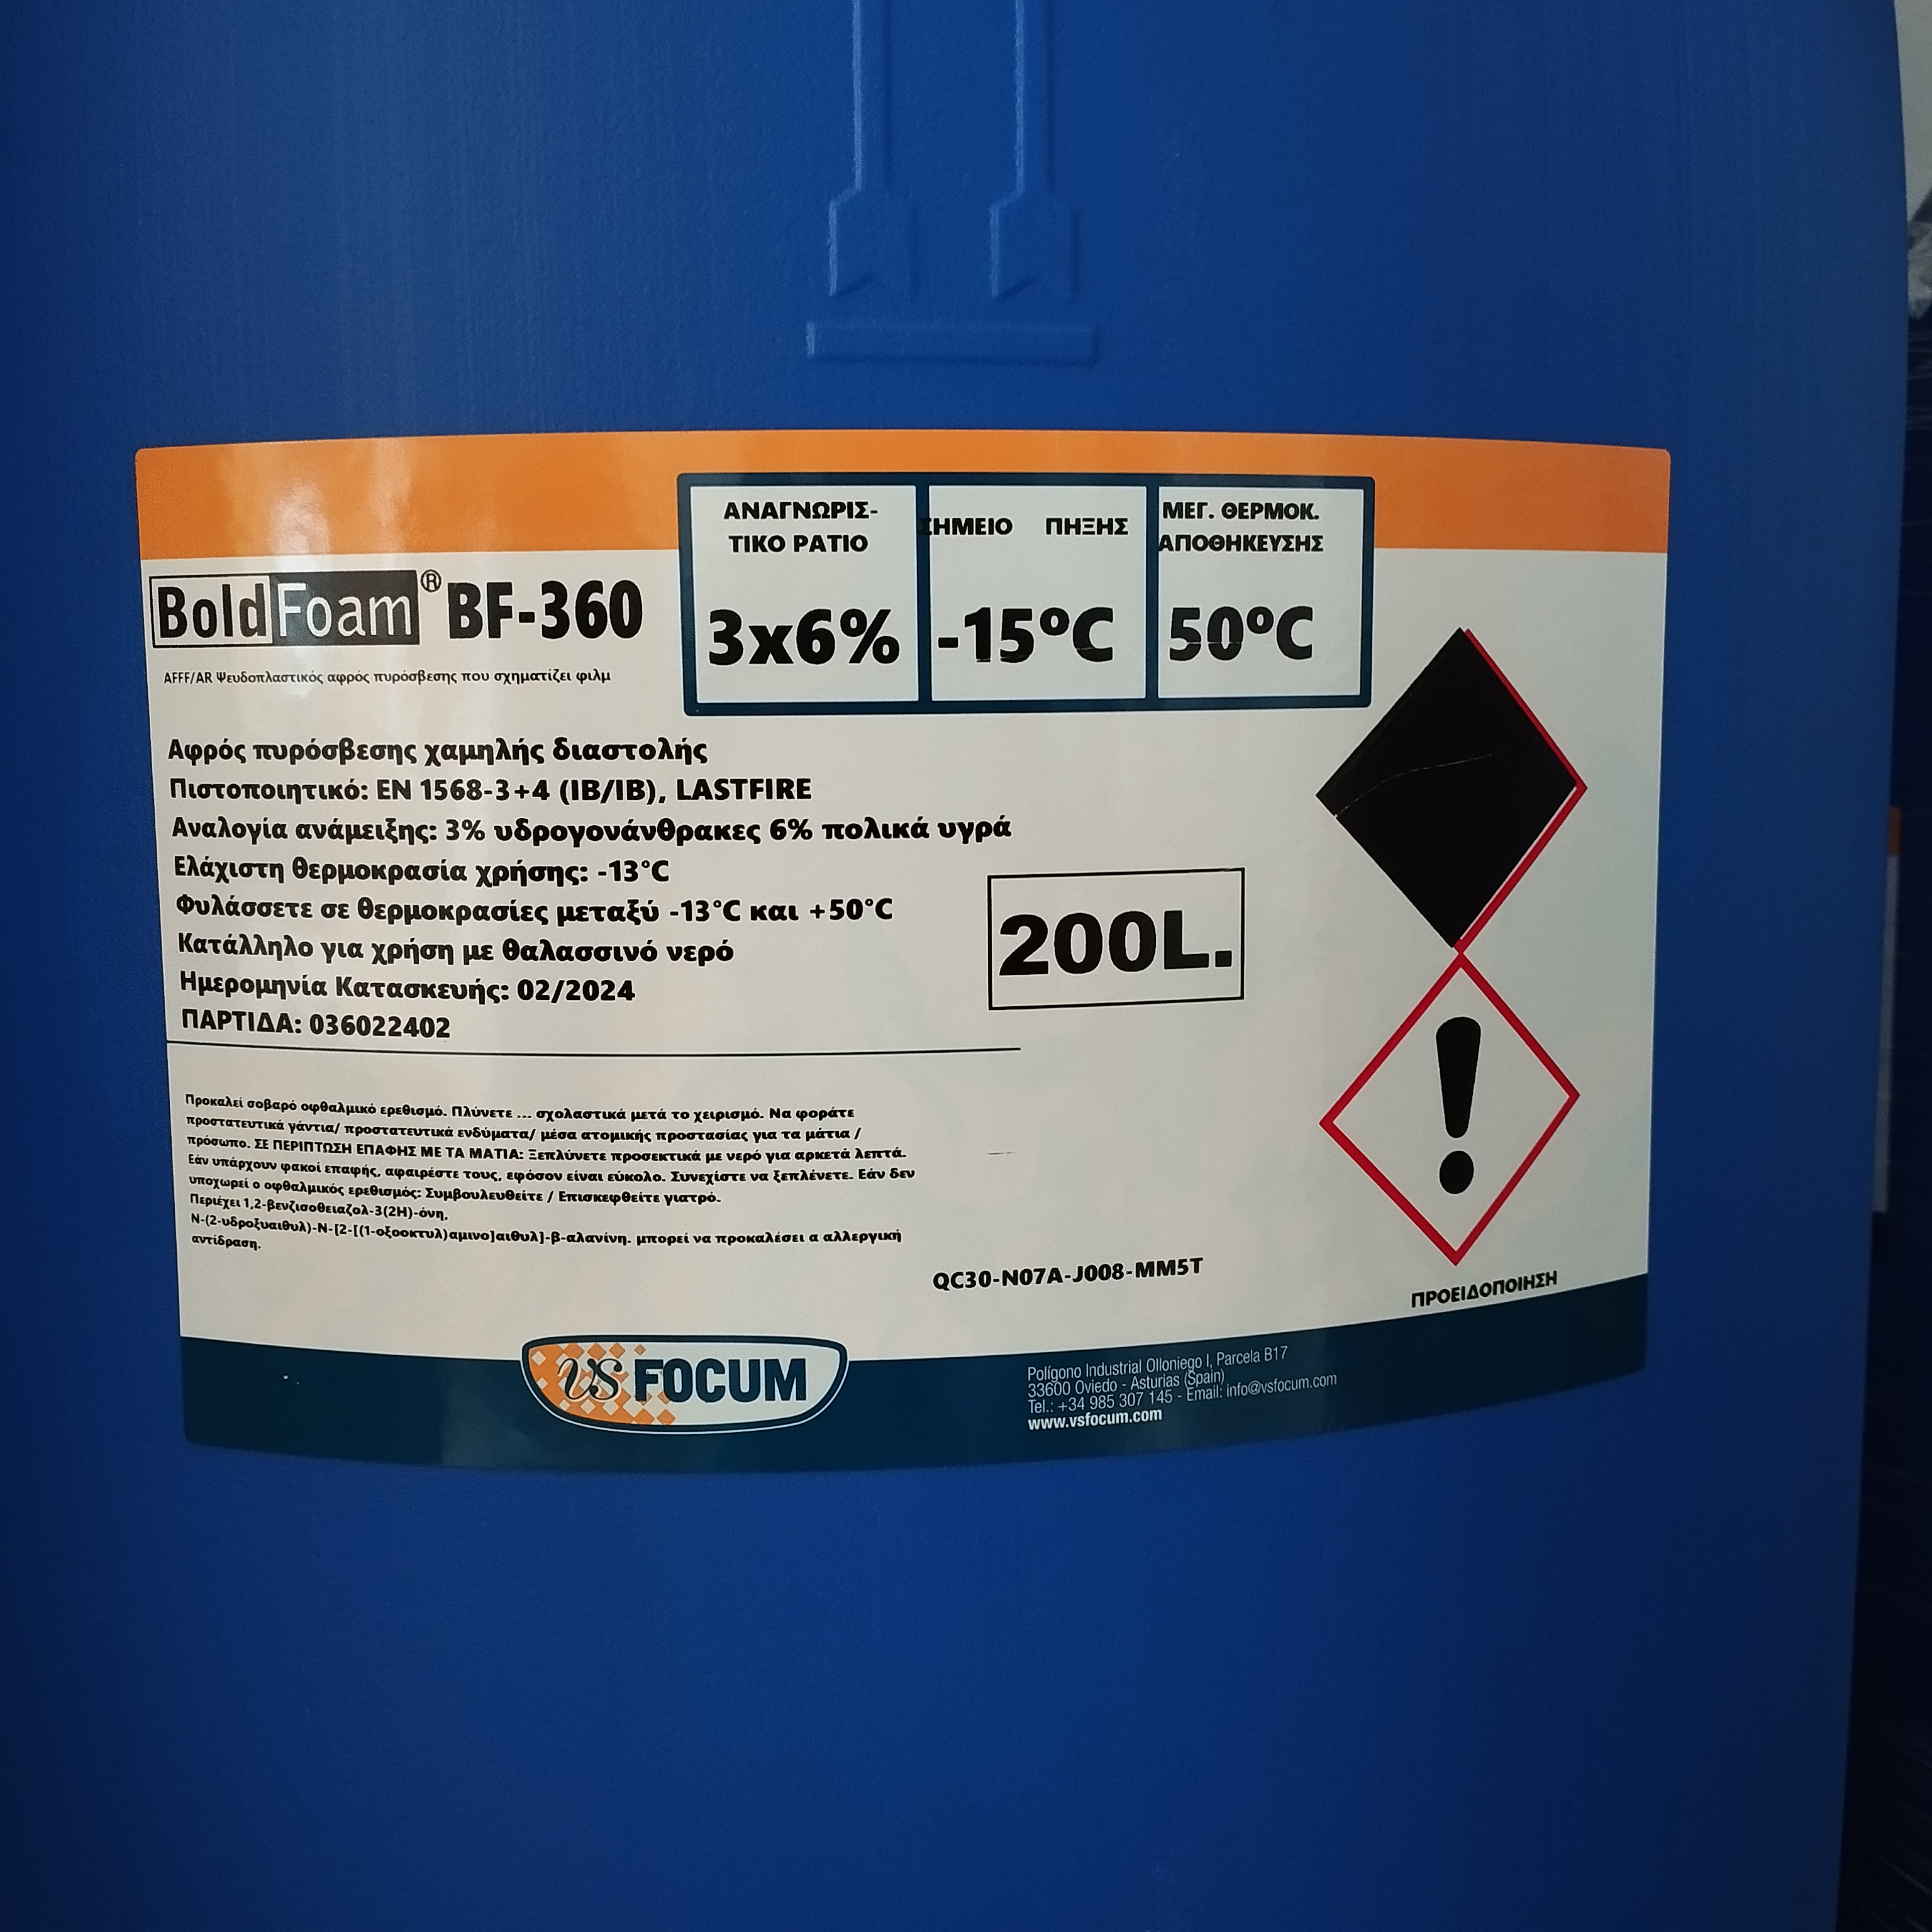 ΑΝΑΓΝΩΡΙΣ-
ΤΙΚΟ ΡΑΤΙΟ
3x6%
ΣΗΜΕΙΟ ΠΗΞΗΣ
-15ºC
ΜΕΓ. ΘΕΡΜΟΚ.
ΑΠΟΘΗΚΕΥΣΗΣ
50ºC
BoldFoam® BF-360
AFFF/AR Ψευδοπλαστικός αφρός πυρόσβεσης που σχηματίζει φιλμ
Αφρός πυρόσβεσης χαμηλής διαστολής
Πιστοποιητικό: EN 1568-3+4 (IB/IB), LASTFIRE
Αναλογία ανάμειξης: 3% υδρογονάνθρακες 6% πολικά υγρά
Ελάχιστη θερμοκρασία χρήσης: -13°C
Φυλάσσετε σε θερμοκρασίες μεταξύ -13°C και +50°C
Κατάλληλο για χρήση με θαλασσινό νερό
Ημερομηνία Κατασκευής: 02/2024
ΠΑΡΤΙΔΑ: 036022402
200L.
Προκαλεί σοβαρό οφθαλμικό ερεθισμό. Πλύνετε ... σχολαστικά μετά το χειρισμό. Να φοράτε
προστατευτικά γάντια/ προστατευτικά ενδύματα/ μέσα ατομικής προστασίας για τα μάτια /
πρόσωπο. ΣΕ ΠΕΡΙΠΤΩΣΗ ΕΠΑΦΗΣ ΜΕ ΤΑ ΜΑΤΙΑ: Ξεπλύνετε προσεκτικά με νερό για αρκετά λεπτά.
Εάν υπάρχουν φακοί επαφής, αφαιρέστε τους, εφόσον είναι εύκολο. Συνεχίστε να ξεπλένετε. Εάν δεν
υποχωρεί ο οφθαλμικός ερεθισμός: Συμβουλευθείτε / Επισκεφθείτε γιατρό.
Περιέχει 1,2-βενζισοθειαζολ-3(2H)-όνη,
N-(2-υδροξυαιθυλ)-N-[2-[(1-οξοοκτυλ)αμινο]αιθυλ]-β-αλανίνη. μπορεί να προκαλέσει α αλλεργική
αντίδραση.
QC30-N07A-J008-MM5T
ΠΡΟΕΙΔΟΠΟΙΗΣΗ
VS FOCUM
Polígono Industrial Olloniego I, Parcela B17
33600 Oviedo - Asturias (Spain)
Tel.: +34 985 307 145 - Email: info@vsfocum.com
www.vsfocum.com